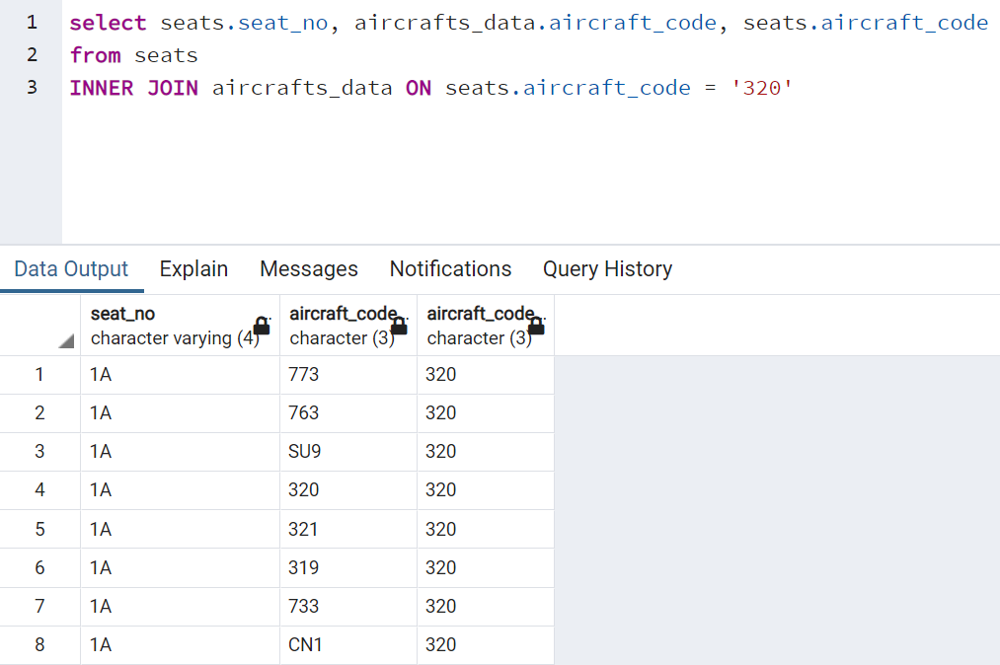 1 select seats.seat_no, aircrafts_data.aircraft_code, seats.aircraft_code
2 from seats
3 INNER JOIN aircrafts_data ON seats.aircraft_code = '320'
Data Output Explain Messages Notifications Query History
seat_no aircraft_code aircraft_code
character varying (4) character (3) character (3)
1 1A 773 320
2 1A 763 320
3 1A SU9 320
4 1A 320 320
5 1A 321 320
6 1A 319 320
7 1A 733 320
8 1A CN1 320